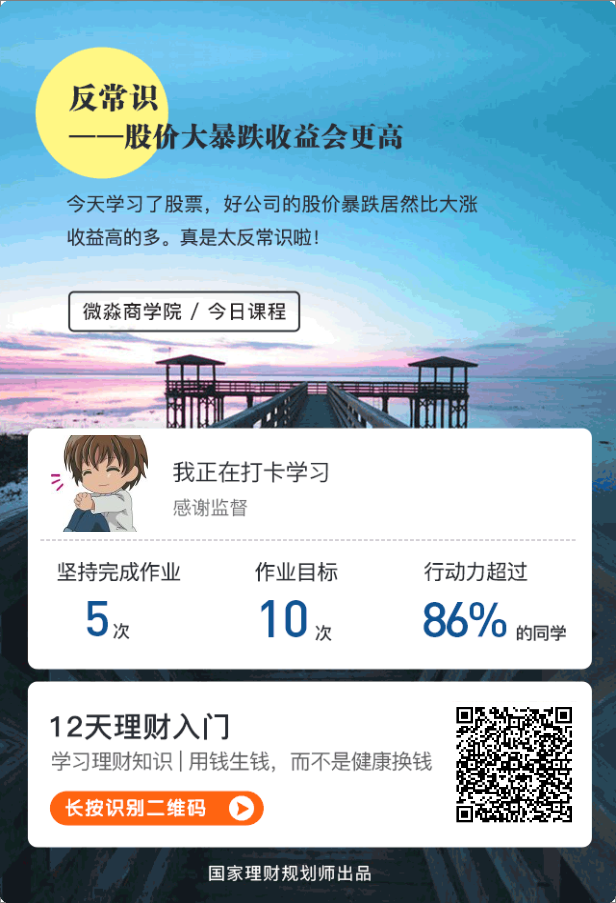 反常识
——股价大暴跌收益会更高
今天学习了股票，好公司的股价暴跌居然比大涨
收益高的多。真是太反常识啦！
微淼商学院 / 今日课程
我正在打卡学习
感谢监督
坚持完成作业 作业目标 行动力超过
5次 10次 86%的同学
12天理财入门
学习理财知识 | 用钱生钱，而不是健康换钱
长按识别二维码
国家理财规划师出品